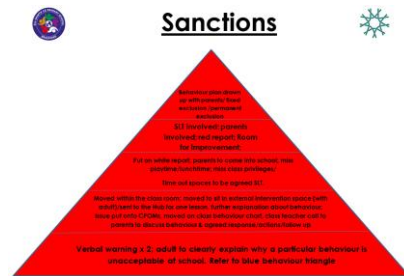 Sanctions
Behaviour plan drawn
up with parents/ fixed
exclusion /permanent
exclusion
SLT involved; parents
involved; red report; Room
for improvement;
Put on white report; parents to come into school, miss
playtime/lunchtime; miss class privileges/
Time out spaces to be agreed SLT
Moved within the class room; moved to sit in external intervention space (with
adult)/sent to the Hub for one lesson, further explanation about behaviour;
issue put onto CPOMs, moved on class behaviour chart; class teacher call to
parents to discuss behaviour & agreed response/actions/follow up.
Verbal warning x 2; adult to clearly explain why a particular behaviour is
unacceptable at school. Refer to blue behaviour triangle